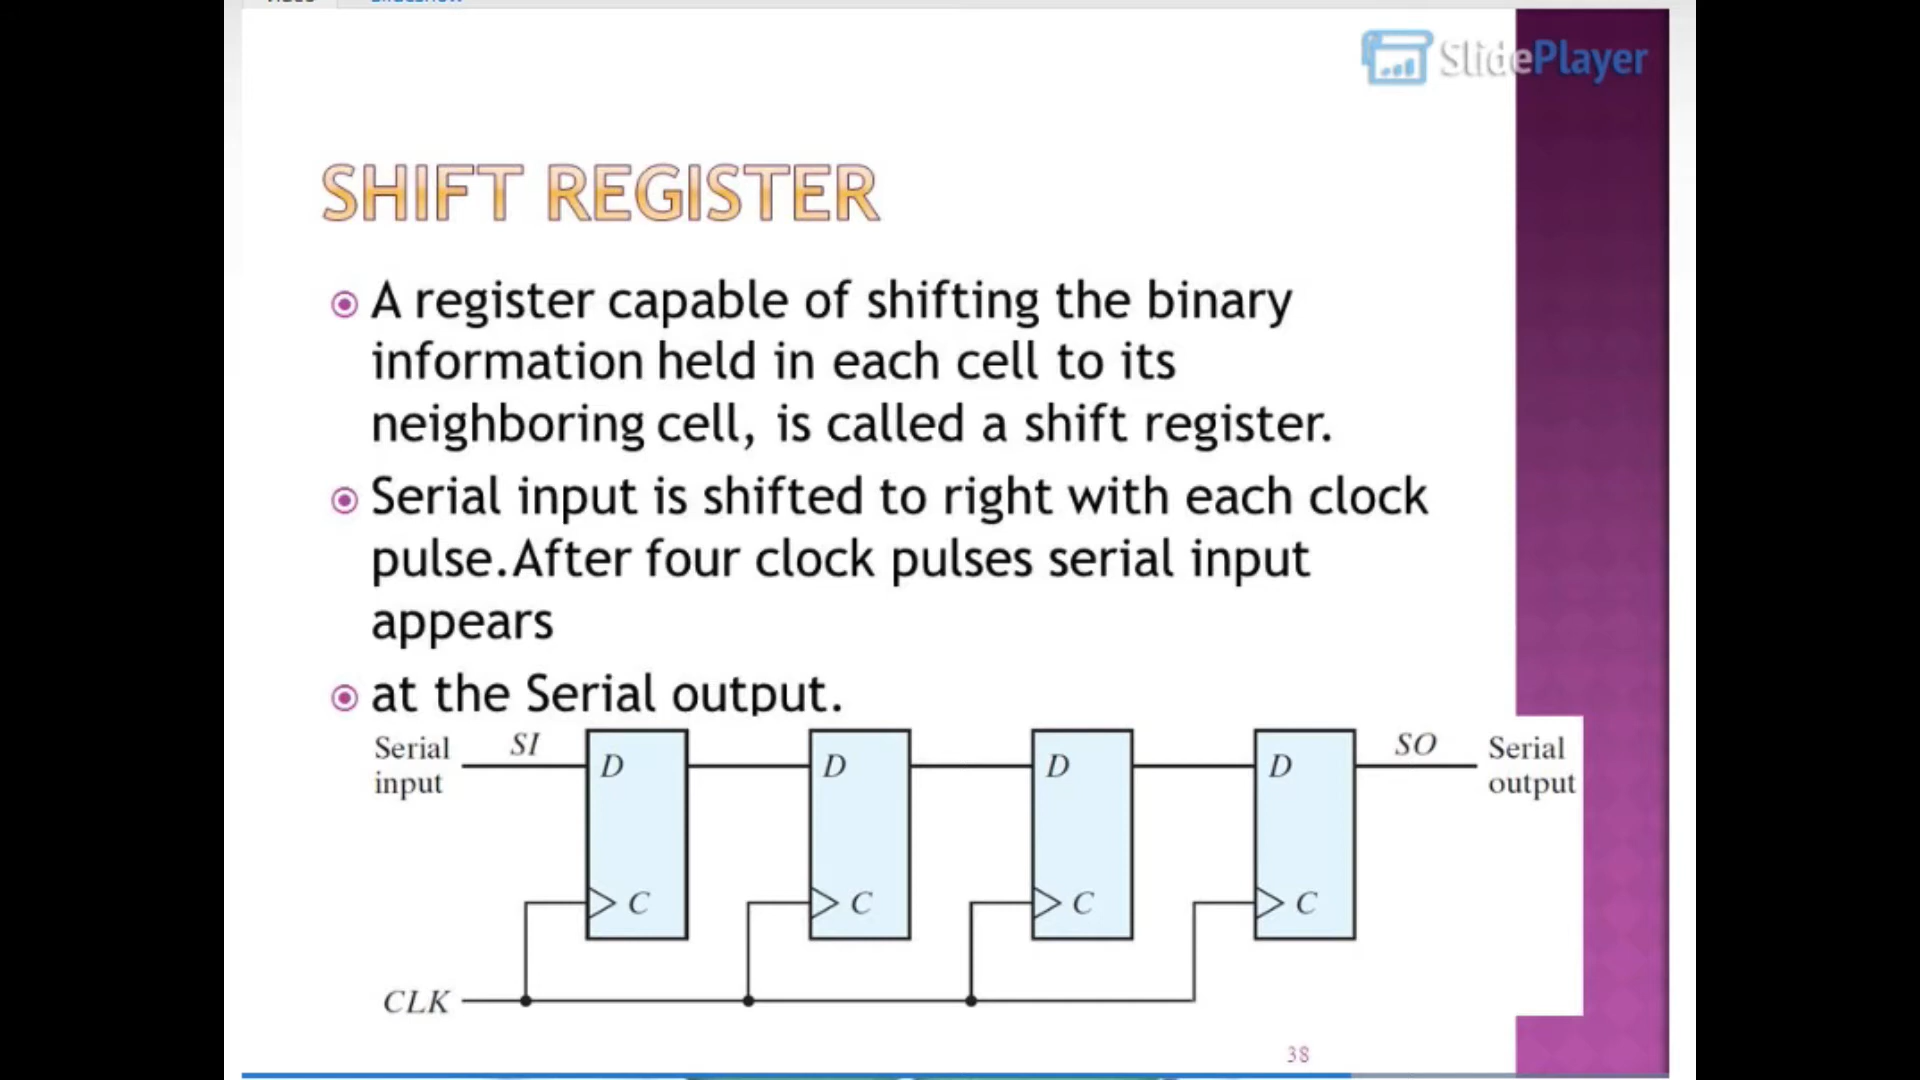 SlidePlayer
SHIFT REGISTER
A register capable of shifting the binary
information held in each cell to its
neighboring cell, is called a shift register.
Serial input is shifted to right with each clock
pulse.After four clock pulses serial input
appears
at the Serial output.
Serial input
SI
D
D
D
D
SO
Serial output
C
C
C
C
CLK
38